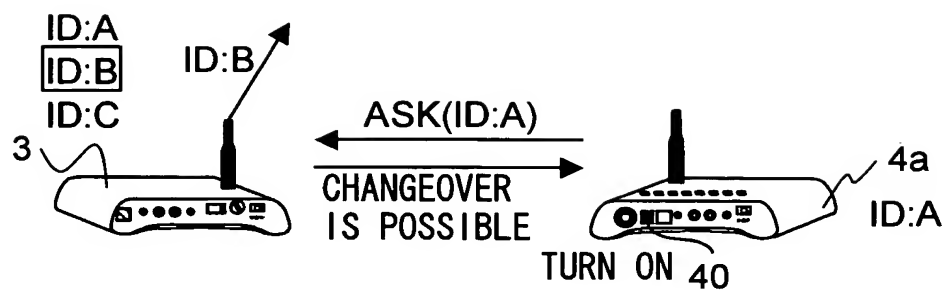 ID:A
ID:B
ID:C
3
ID:B
ASK(ID:A)
CHANGEOVER
IS POSSIBLE
4a
ID:A
TURN ON
40